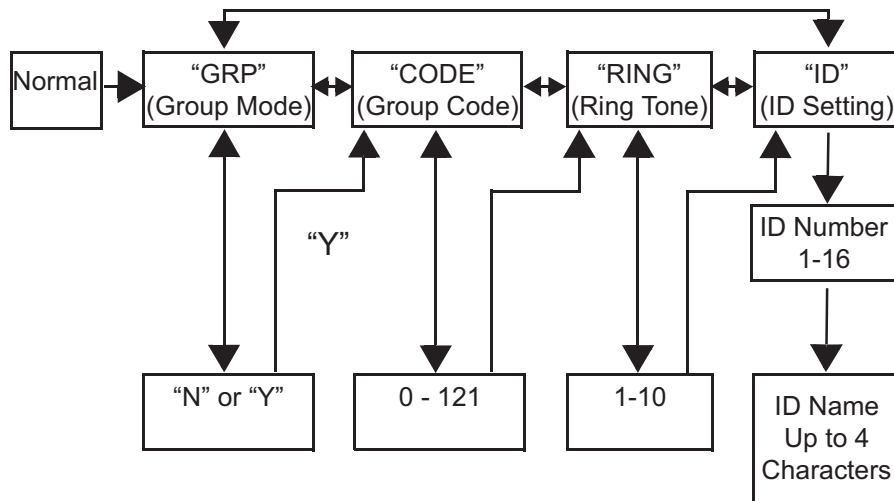 Normal
“GRP”
(Group Mode)
“CODE”
(Group Code)
“RING”
(Ring Tone)
“ID”
(ID Setting)
“Y”
ID Number
1-16
“N” or “Y”
0 - 121
1-10
ID Name
Up to 4
Characters